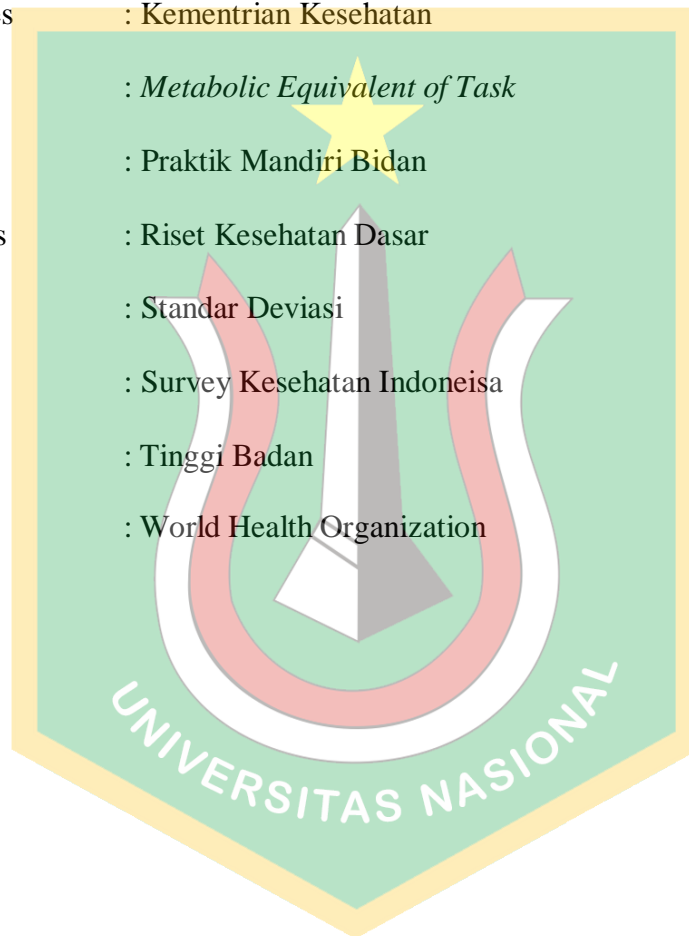 es : Kementrian Kesehatan
: Metabolic Equivalent of Task
: Praktik Mandiri Bidan
s : Riset Kesehatan Dasar
: Standar Deviasi
: Survey Kesehatan Indoneisa
: Tinggi Badan
: World Health Organization
UNIVERSITAS NASIONAL